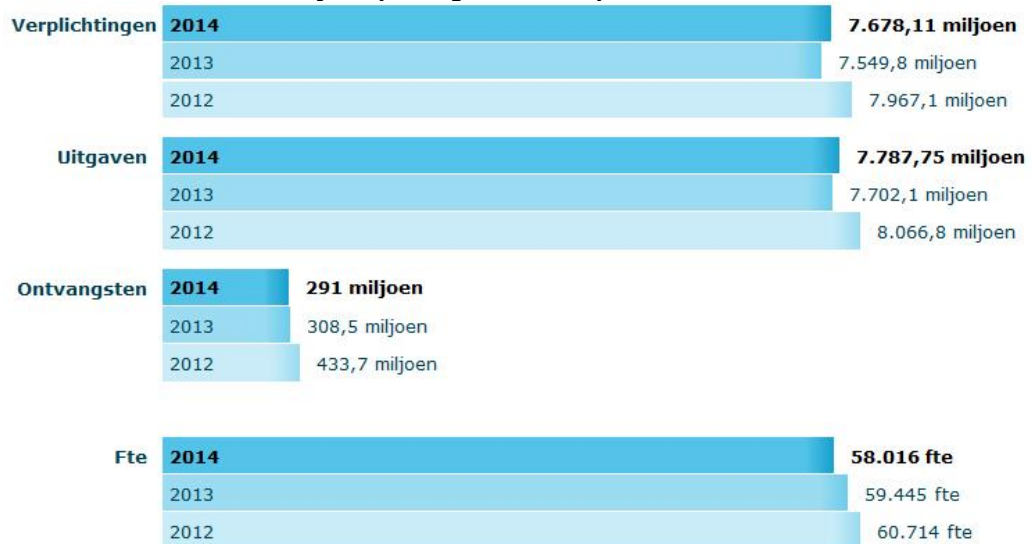 Verplichtingen 2014 7.678,11 miljoen
2013 7.549,8 miljoen
2012 7.967,1 miljoen
Uitgaven 2014 7.787,75 miljoen
2013 7.702,1 miljoen
2012 8.066,8 miljoen
Ontvangsten 2014 291 miljoen
2013 308,5 miljoen
2012 433,7 miljoen
Fte 2014 58.016 fte
2013 59.445 fte
2012 60.714 fte